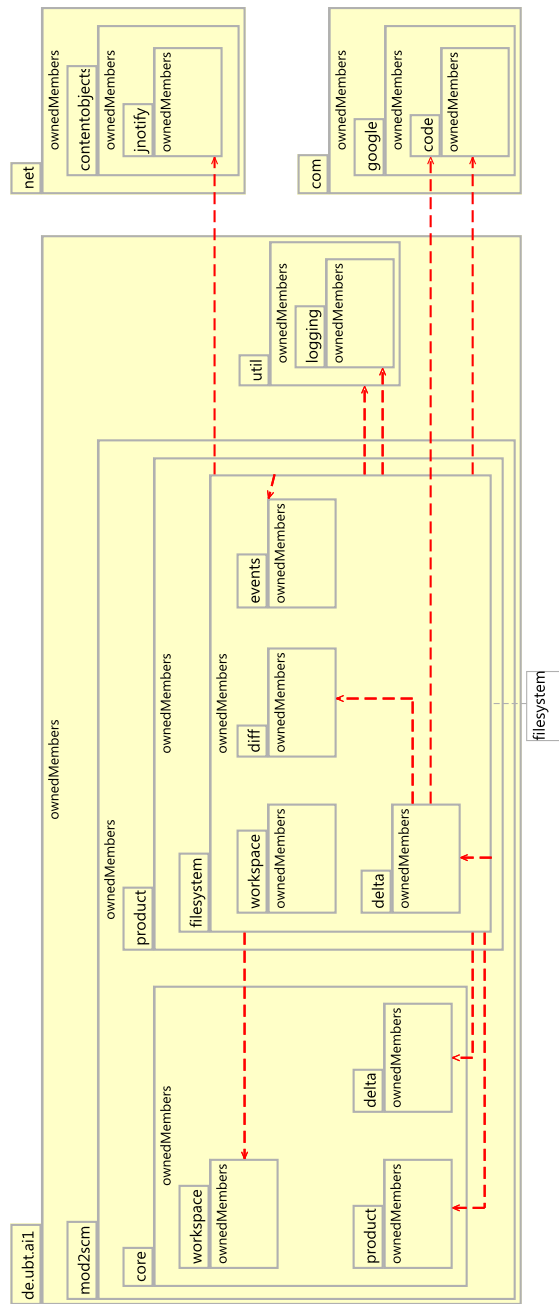 de.ubt.ai1
ownedMembers
mod2scm
ownedMembers
core
ownedMembers
workspace
ownedMembers
product
ownedMembers
delta
ownedMembers
product
ownedMembers
filesystem
ownedMembers
workspace
ownedMembers
diff
ownedMembers
events
ownedMembers
delta
ownedMembers
util
ownedMembers
logging
ownedMembers
net
ownedMembers
contentobjects
ownedMembers
jnotify
ownedMembers
com
ownedMembers
google
ownedMembers
code
ownedMembers
filesystem